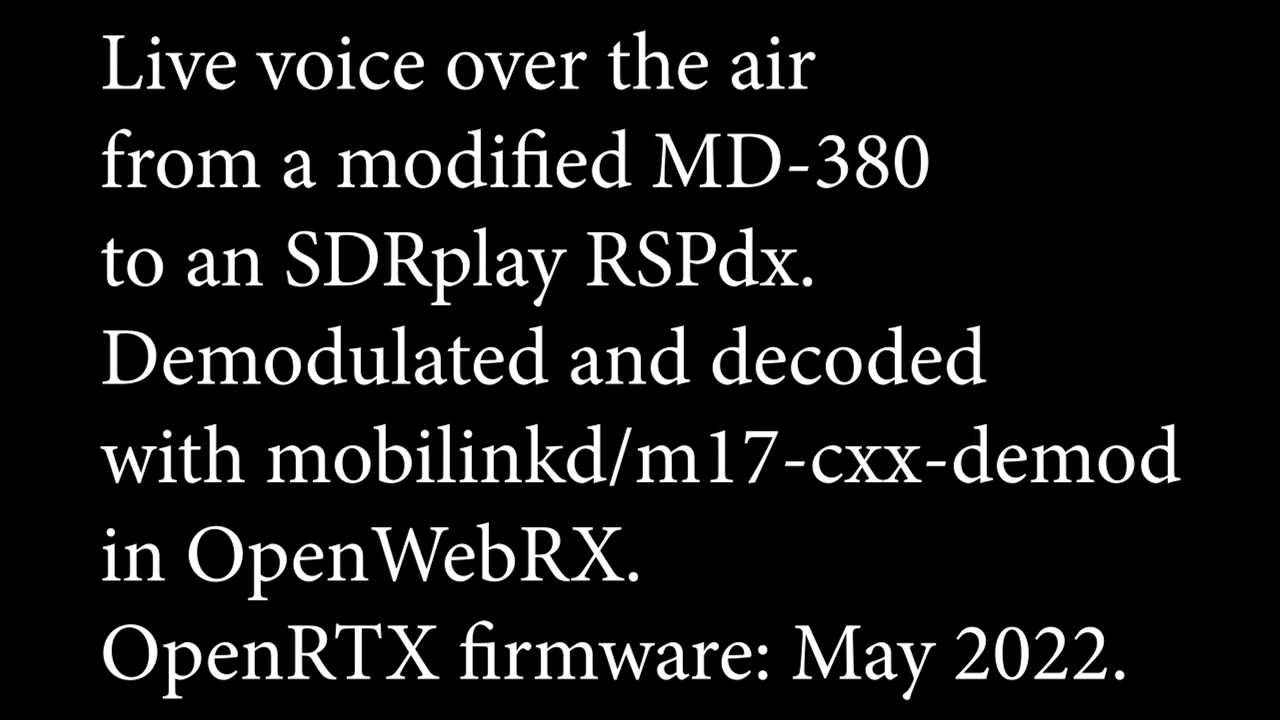 Live voice over the air
from a modified MD-380
to an SDRplay RSPdx.
Demodulated and decoded
with mobilinkd/m17-cxx-demod
in OpenWebRX.
OpenRTX firmware: May 2022.